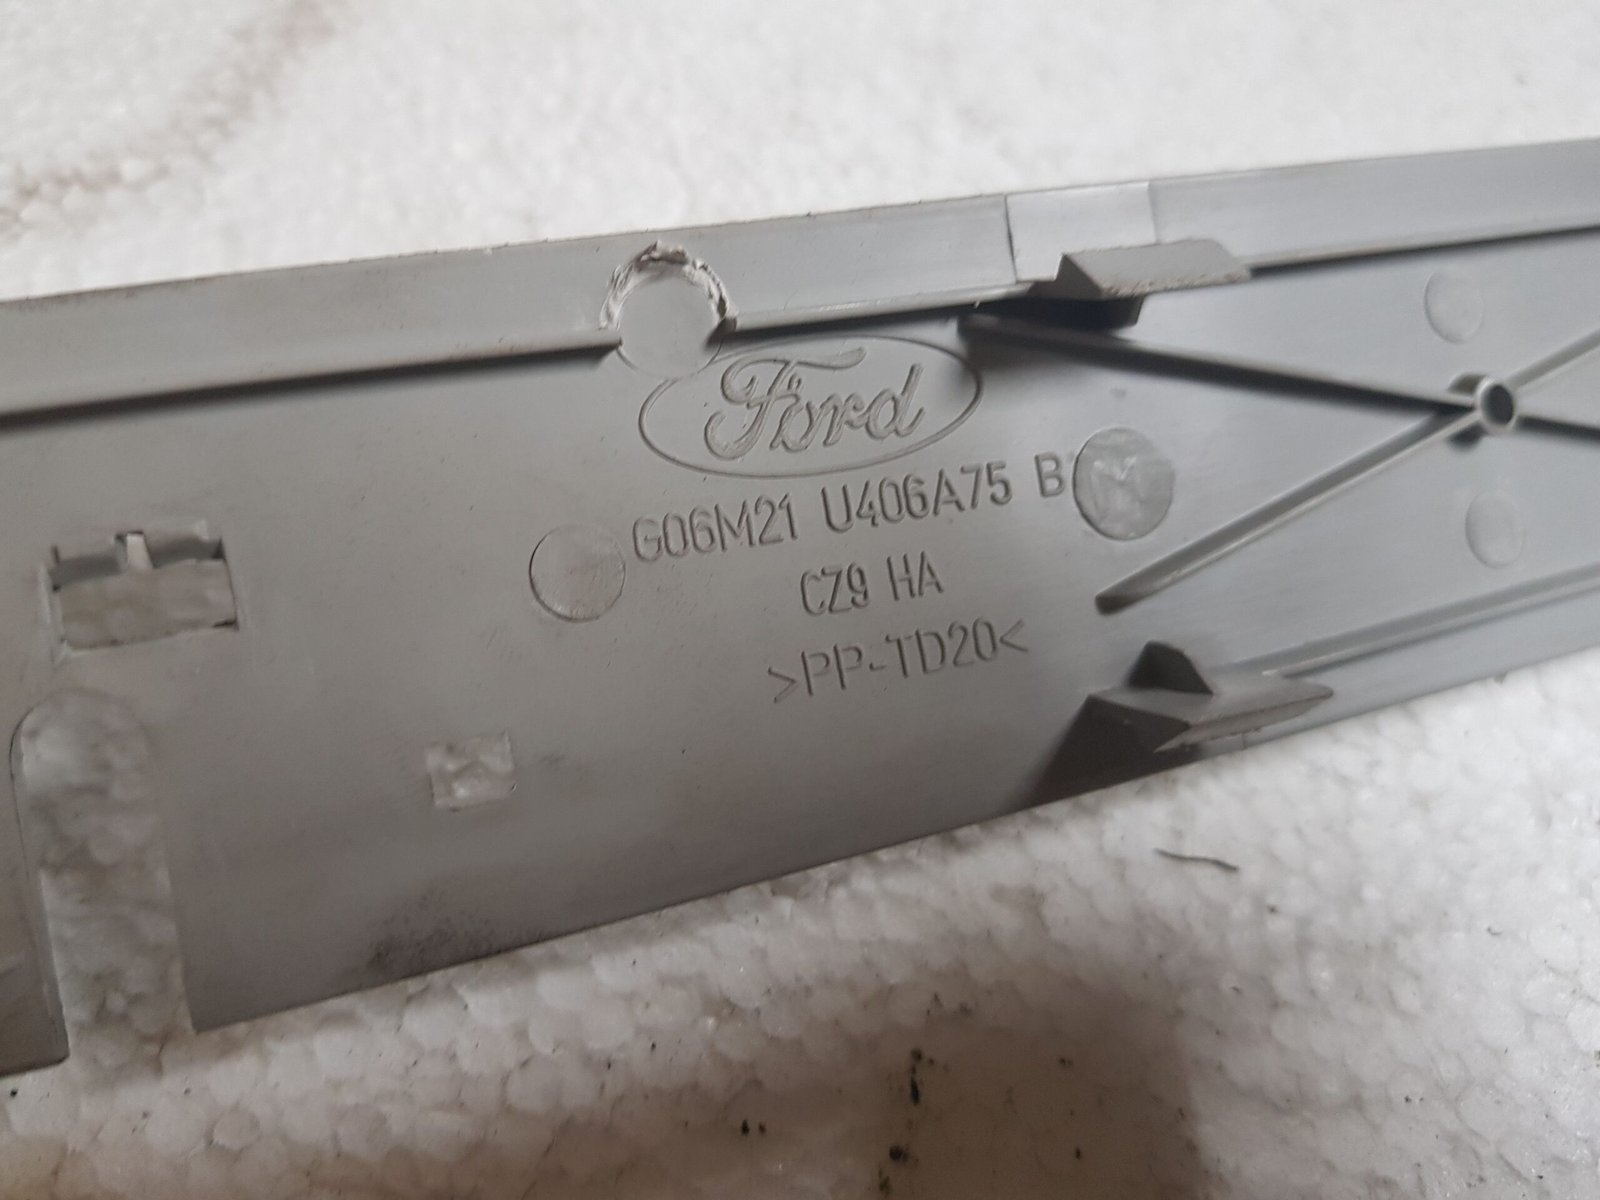 Ford
G06M21 U406A75 B
CZ9 HA
>PP-TD20<